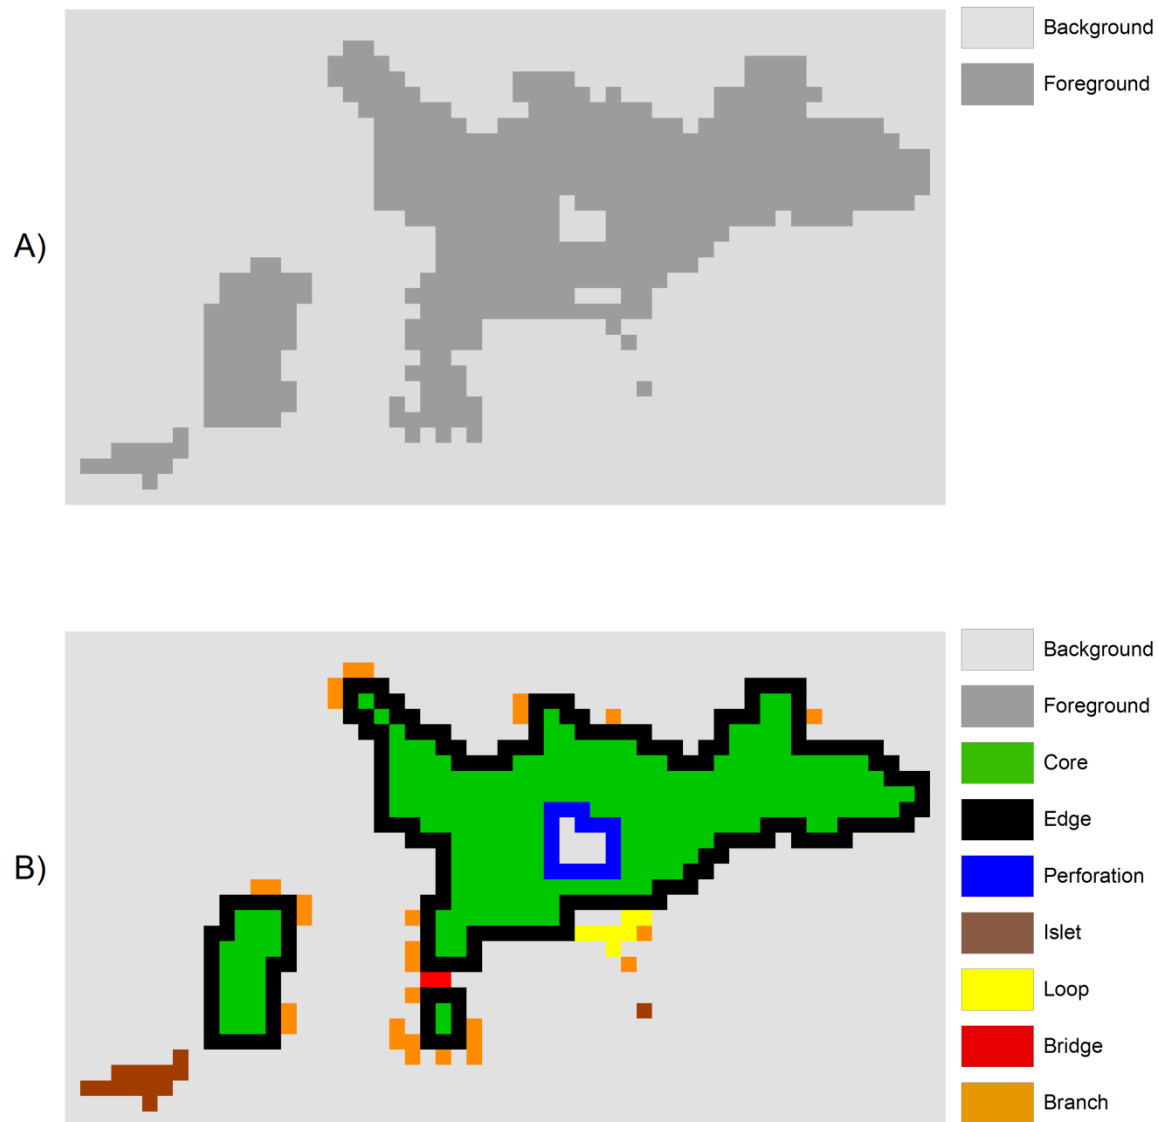 Background
Foreground
A)
Background
Foreground
Core
Edge
B)
Perforation
Islet
Loop
Bridge
Branch